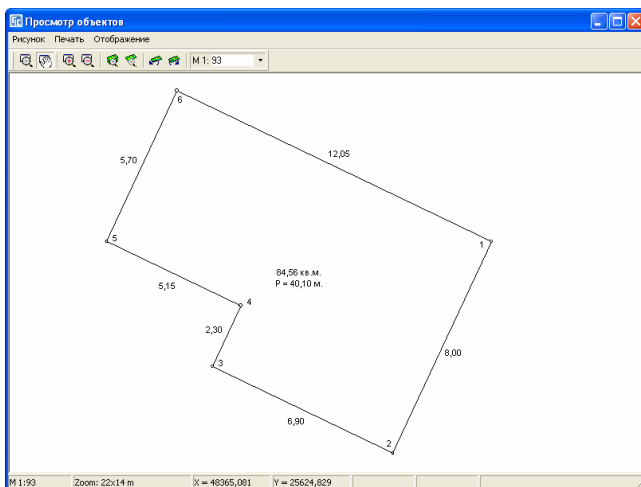 Просмотр объектов
Рисунок Печать Отображение
М 1: 93
6
12,05
5,70
1
5
84,56 кв.м.
P = 40,10 м.
5,15
4
2,30
8,00
3
6,90
2
М 1:93 Zoom: 22x14 m X = 48365,081 Y = 25624,829